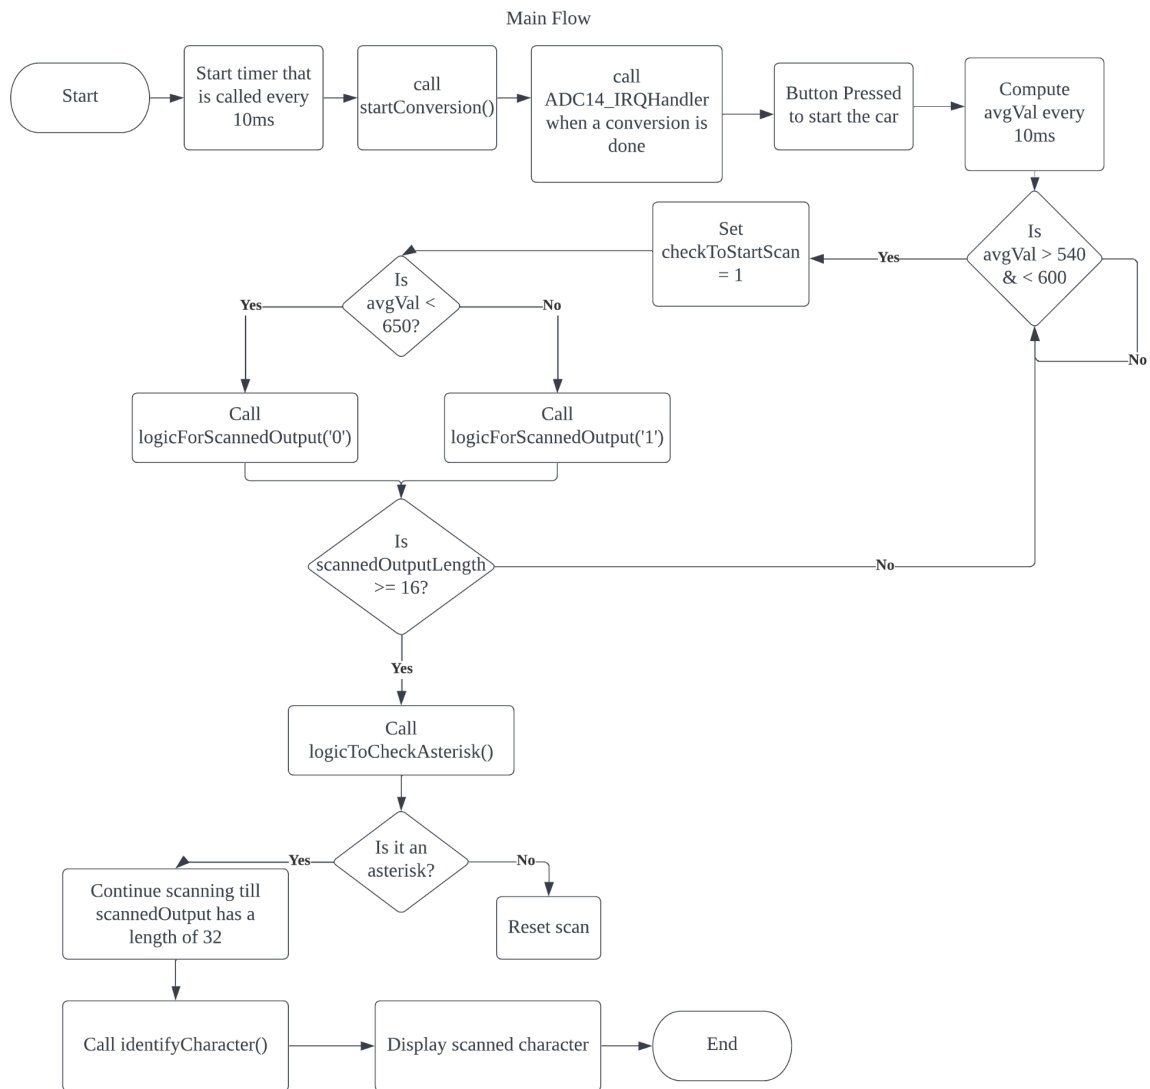 Main Flow
Start
Start timer that
is called every
10ms
call
startConversion()
call
ADC14_IRQHandler
when a conversion is
done
Button Pressed
to start the car
Compute
avgVal every
10ms
Is
avgVal > 540
& < 600
Yes
No
Set
checkToStartScan
= 1
Is
avgVal <
650?
Yes
No
Call
logicForScannedOutput('0')
Call
logicForScannedOutput('1')
Is
scannedOutputLength
>= 16?
No
Yes
Call
logicToCheckAsterisk()
Is it an
asterisk?
Yes
No
Continue scanning till
scannedOutput has a
length of 32
Reset scan
Call identifyCharacter()
Display scanned character
End